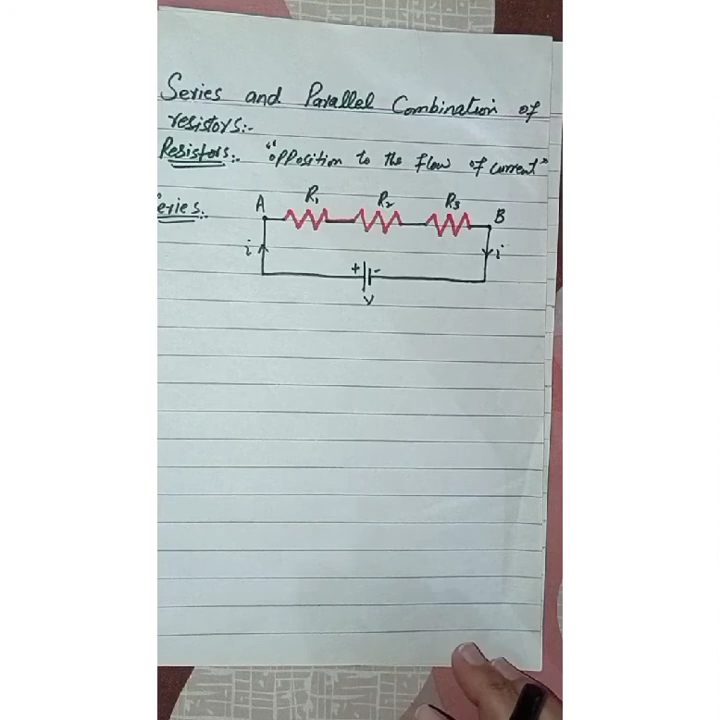 Series and Parallel Combination of
resistors:-
Resistors:- "opposition to the flow of current"
eries:
A R1 R2 R3 B
i + - i
V